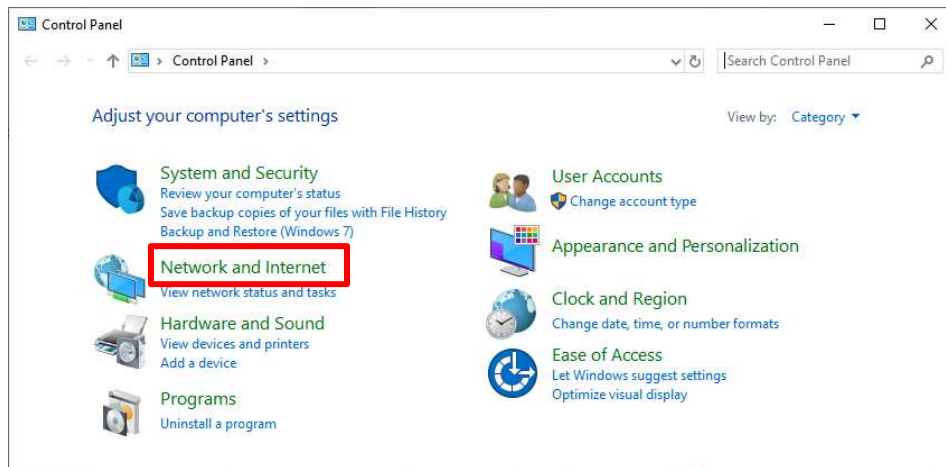 Control Panel
Control Panel
Search Control Panel
Adjust your computer's settings
View by: Category
System and Security
Review your computer's status
Save backup copies of your files with File History
Backup and Restore (Windows 7)
Network and Internet
View network status and tasks
Hardware and Sound
View devices and printers
Add a device
Programs
Uninstall a program
User Accounts
Change account type
Appearance and Personalization
Clock and Region
Change date, time, or number formats
Ease of Access
Let Windows suggest settings
Optimize visual display